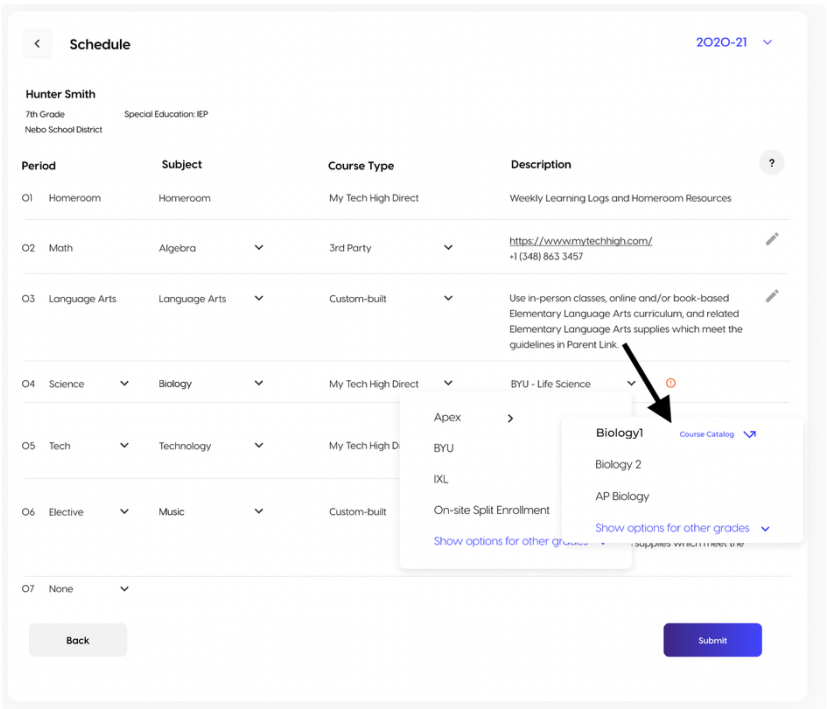 Schedule
2020-21
Hunter Smith
7th Grade
Special Education: IEP
Nebo School District
Period
Subject
Course Type
Description
?
01 Homeroom
Homeroom
My Tech High Direct
Weekly Learning Logs and Homeroom Resources
02 Math
Algebra
3rd Party
https://www.mytechhigh.com/
+1 (348) 863 3457
03 Language Arts
Language Arts
Custom-built
Use in-person classes, online and/or book-based
Elementary Language Arts curriculum, and related
Elementary Language Arts supplies which meet the
guidelines in Parent Link.
04 Science
Biology
My Tech High Direct
BYU - Life Science
Apex
BYU
IXL
On-site Split Enrollment
Show options for other grades
Biology1
Course Catalog
Biology 2
AP Biology
Show options for other grades
05 Tech
Technology
My Tech High D
06 Elective
Music
Custom-built
supplies which meet the
07 None
Back
Submit